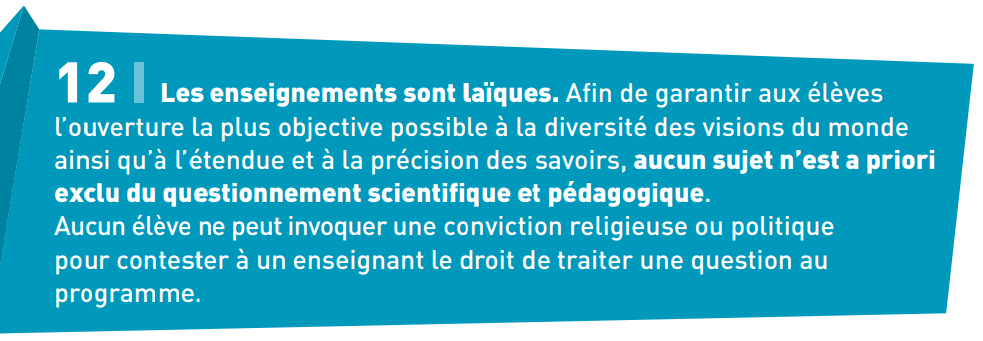 12 | Les enseignements sont laïques. Afin de garantir aux élèves
l’ouverture la plus objective possible à la diversité des visions du monde
ainsi qu’à l’étendue et à la précision des savoirs, aucun sujet n’est a priori
exclu du questionnement scientifique et pédagogique.
Aucun élève ne peut invoquer une conviction religieuse ou politique
pour contester à un enseignant le droit de traiter une question au
programme.